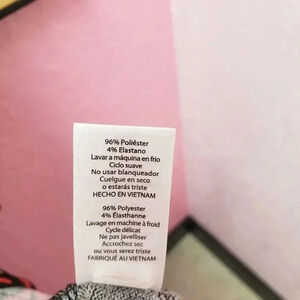 96% Poliéster
4% Elastano
Lavar a máquina en frio
Ciclo suave
No usar blanqueador
Cuelgue en seco
o estarás triste
HECHO EN VIETNAM
96% Polyester
4% Élasthanne
Lavage en machine à froid
Cycle délicat
Ne pas javelliser
Accrochez sec
ou vous serez triste
FABRIQUÉ AU VIETNAM